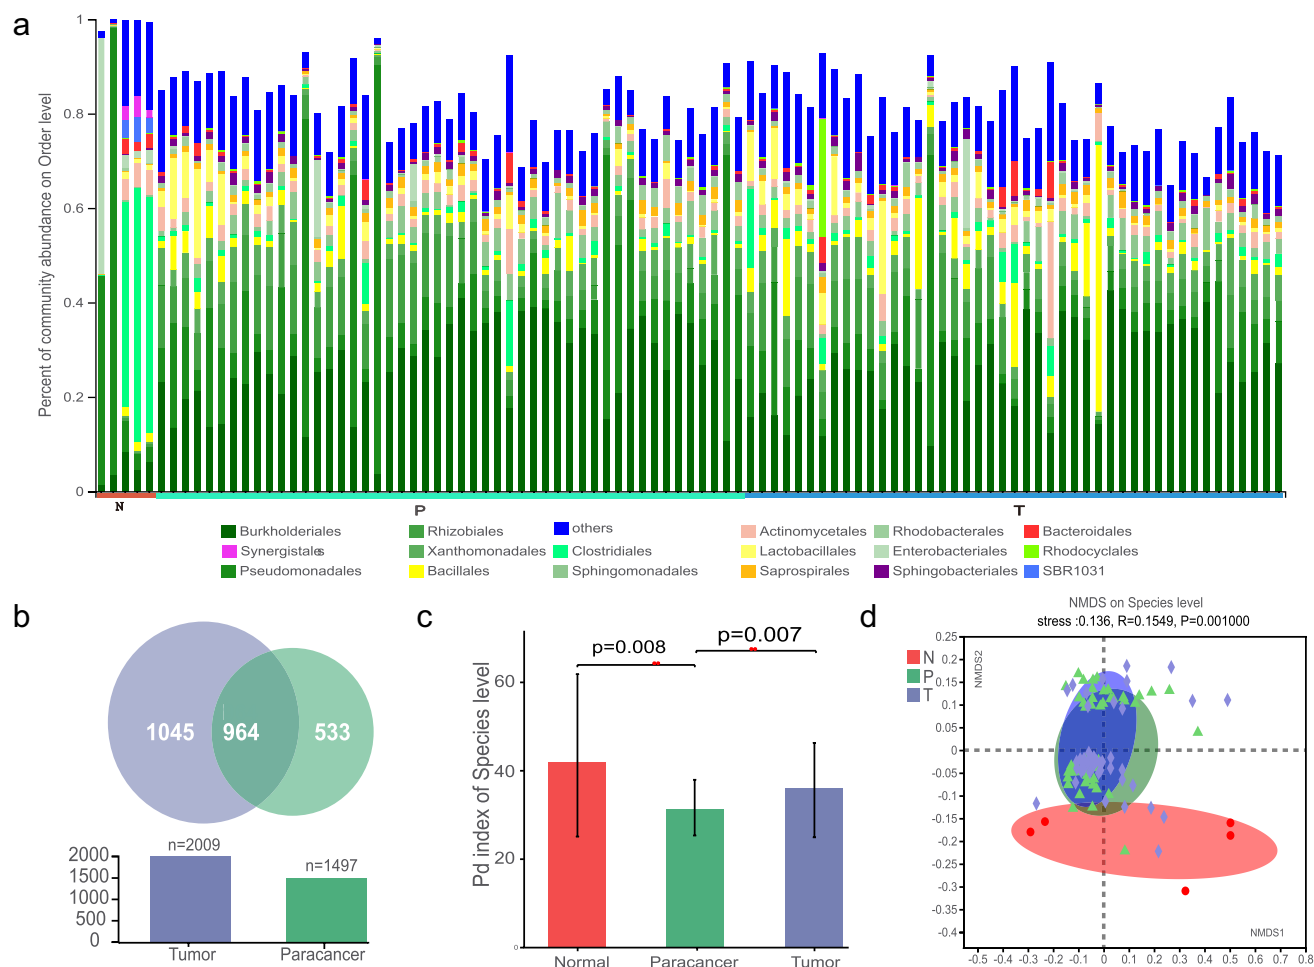 a
Percent of community abundance on Order level
1
0.8
0.6
0.4
0.2
0
N
P
T
Burkholderiales
Rhizobiales
others
Actinomycetales
Rhodobacterales
Bacteroidales
Synergistales
Xanthomonadales
Clostridiales
Lactobacillales
Enterobacteriales
Rhodocyclales
Pseudomonadales
Bacillales
Sphingomonadales
Saprospirales
Sphingobacteriales
SBR1031
b
1045
964
533
n=2009
n=1497
2000
1500
1000
500
0
Tumor
Paracancer
c
Pd index of Species level
p=0.008
p=0.007
60
40
20
0
Normal
Paracancer
Tumor
d
NMDS on Species level
stress :0.136, R=0.1549, P=0.001000
N
P
T
NMDS2
0.25
0.2
0.15
0.1
0.05
0
-0.05
-0.1
-0.15
-0.2
-0.25
-0.3
-0.35
-0.4
NMDS1
-0.5 -0.4 -0.3 -0.2 -0.1 0 0.1 0.2 0.3 0.4 0.5 0.6 0.7 0.8